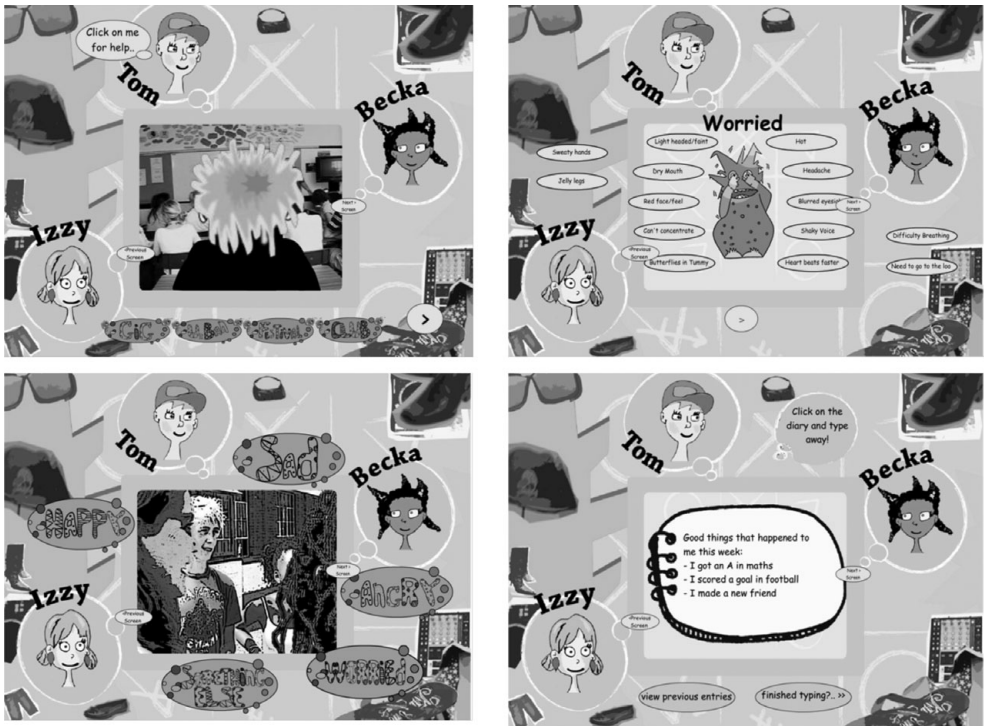 Click on me
for help..
Tom
Becka
Izzy
Next>
Screen
<Previous
Screen
CiC
CLUB
>
Tom
Becka
Izzy
Worried
Sweaty hands
Jelly legs
Light headed/faint
Dry Mouth
Red face/feel
Can't concentrate
Butterflies in Tummy
Hot
Headache
Blurred
Shaky Voice
Heart beats faster
Difficulty Breathing
Need to go to the loo
Next>
Screen
<Previous
Screen
>
Tom
Becka
Izzy
SAd
HAPPY
ANGRY
WORRIED
SOMETHING
ELSE
Next>
Screen
<Previous
Screen
Tom
Becka
Izzy
Click on the
diary and type
away!
Good things that happened to
me this week:
- I got an A in maths
- I scored a goal in football
- I made a new friend
Next>
Screen
<Previous
Screen
view previous entries
finished typing?.. >>